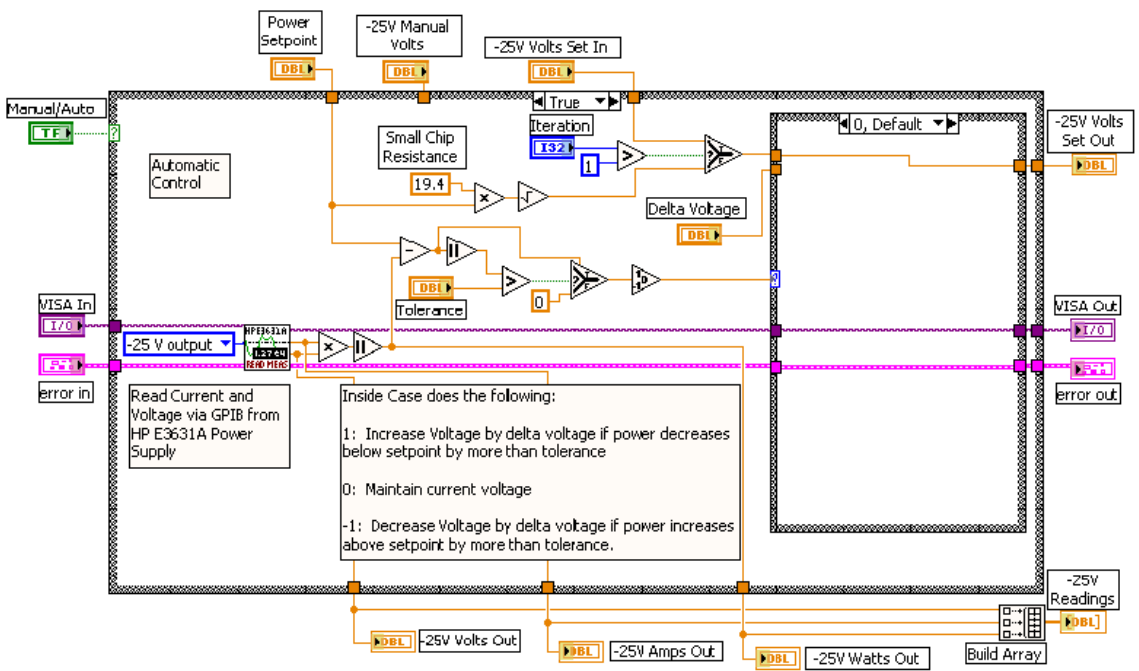 Power
Setpoint
DBL
-25V Manual
Volts
DBL
-25V Volts Set In
DBL
Manual/Auto
TF
?
True
Iteration
I32
1
>
Automatic
Control
Small Chip
Resistance
19.4
×
√
?
Delta Voltage
DBL
0, Default
-25V Volts
Set Out
DBL
-
||
>
?
DBL
Tolerance
0
1
0
-1
?
VISA In
I/O
-25 V output
HPE3631A
READ MEAS
×
||
VISA Out
I/O
error in
error out
Read Current and
Voltage via GPIB from
HP E3631A Power
Supply
Inside Case does the following:
1: Increase Voltage by delta voltage if power decreases
below setpoint by more than tolerance
0: Maintain current voltage
-1: Decrease Voltage by delta voltage if power increases
above setpoint by more than tolerance.
DBL
-25V Volts Out
DBL
-25V Amps Out
DBL
-25V Watts Out
Build Array
-25V
Readings
DBL]